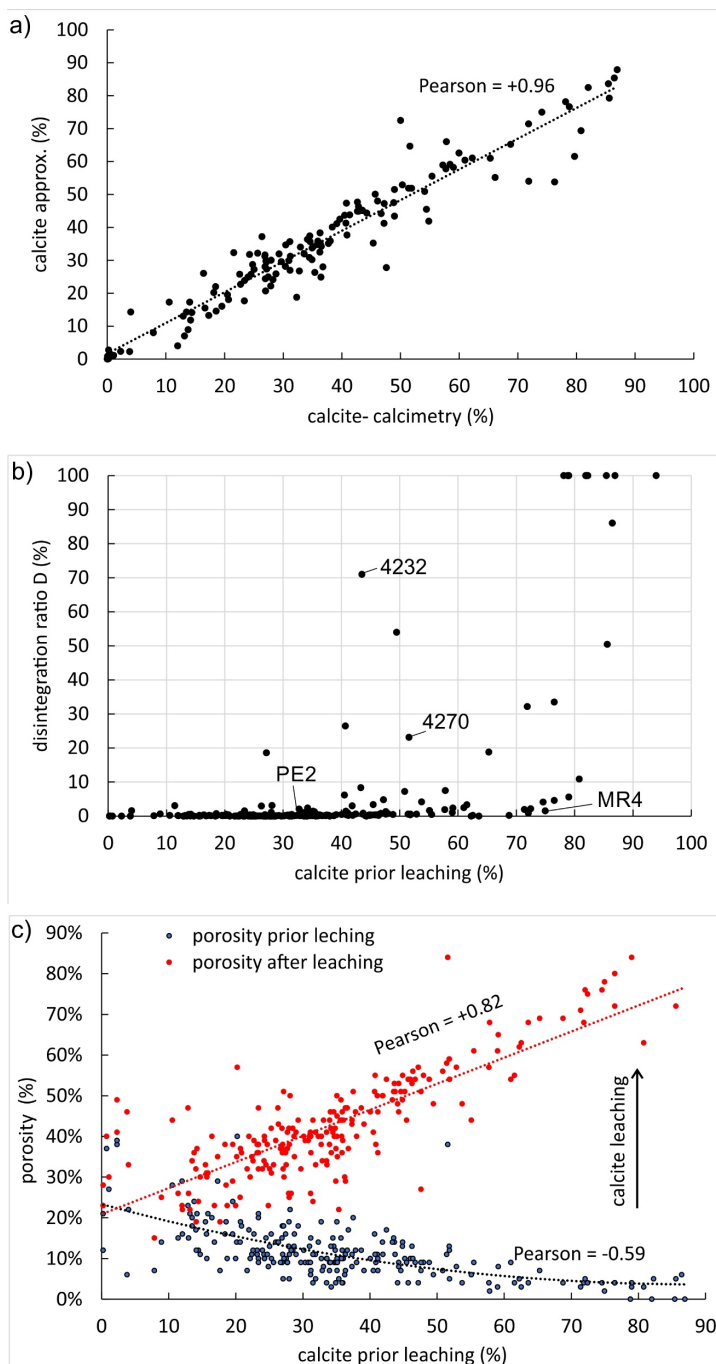 a)
100
90
80
70
60
50
40
30
20
10
0
calcite approx. (%)
Pearson = +0.96
0 10 20 30 40 50 60 70 80 90 100
calcite- calcimetry (%)
b)
100
90
80
70
60
50
40
30
20
10
0
disintegration ratio D (%)
4232
4270
PE2
MR4
0 10 20 30 40 50 60 70 80 90 100
calcite prior leaching (%)
c)
90%
80%
70%
60%
50%
40%
30%
20%
10%
0%
porosity (%)
porosity prior leching
porosity after leaching
Pearson = +0.82
calcite leaching
Pearson = -0.59
0 10 20 30 40 50 60 70 80 90
calcite prior leaching (%)